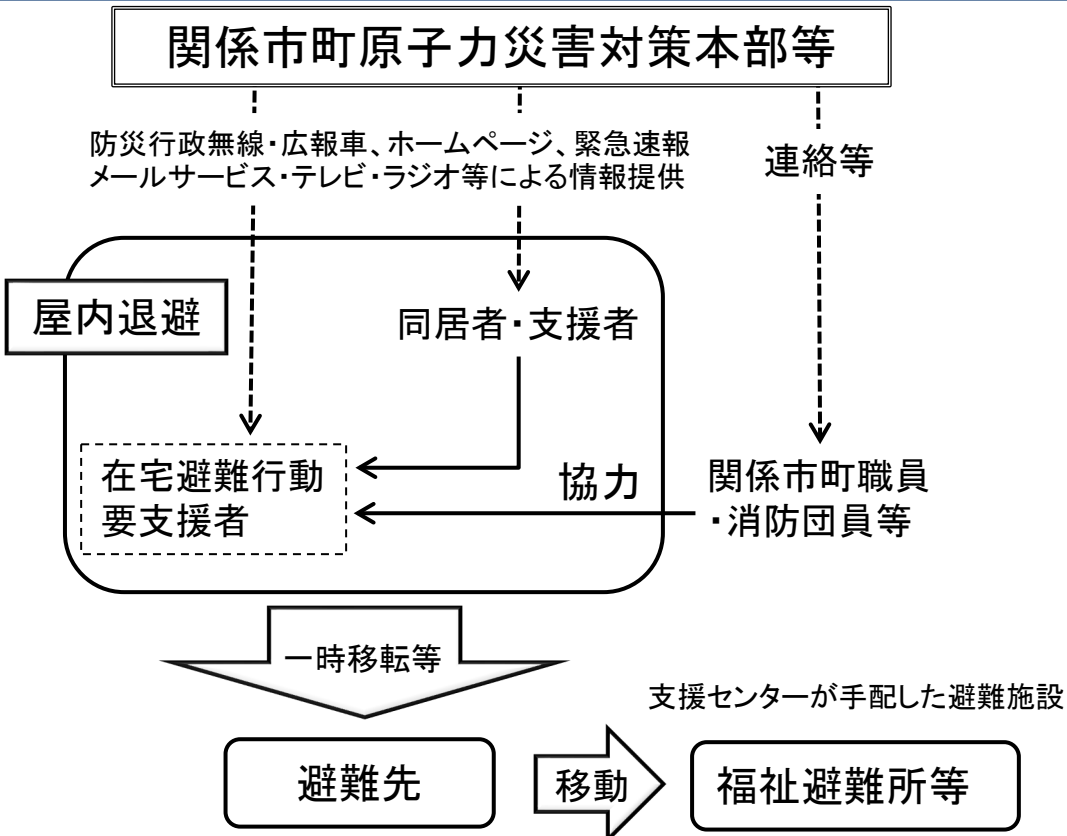 関係市町原子力災害対策本部等
防災行政無線・広報車、ホームページ、緊急速報
メールサービス・テレビ・ラジオ等による情報提供
連絡等
屋内退避
同居者・支援者
在宅避難行動
要支援者
協力
関係市町職員
・消防団員等
一時移転等
支援センターが手配した避難施設
避難先
移動
福祉避難所等